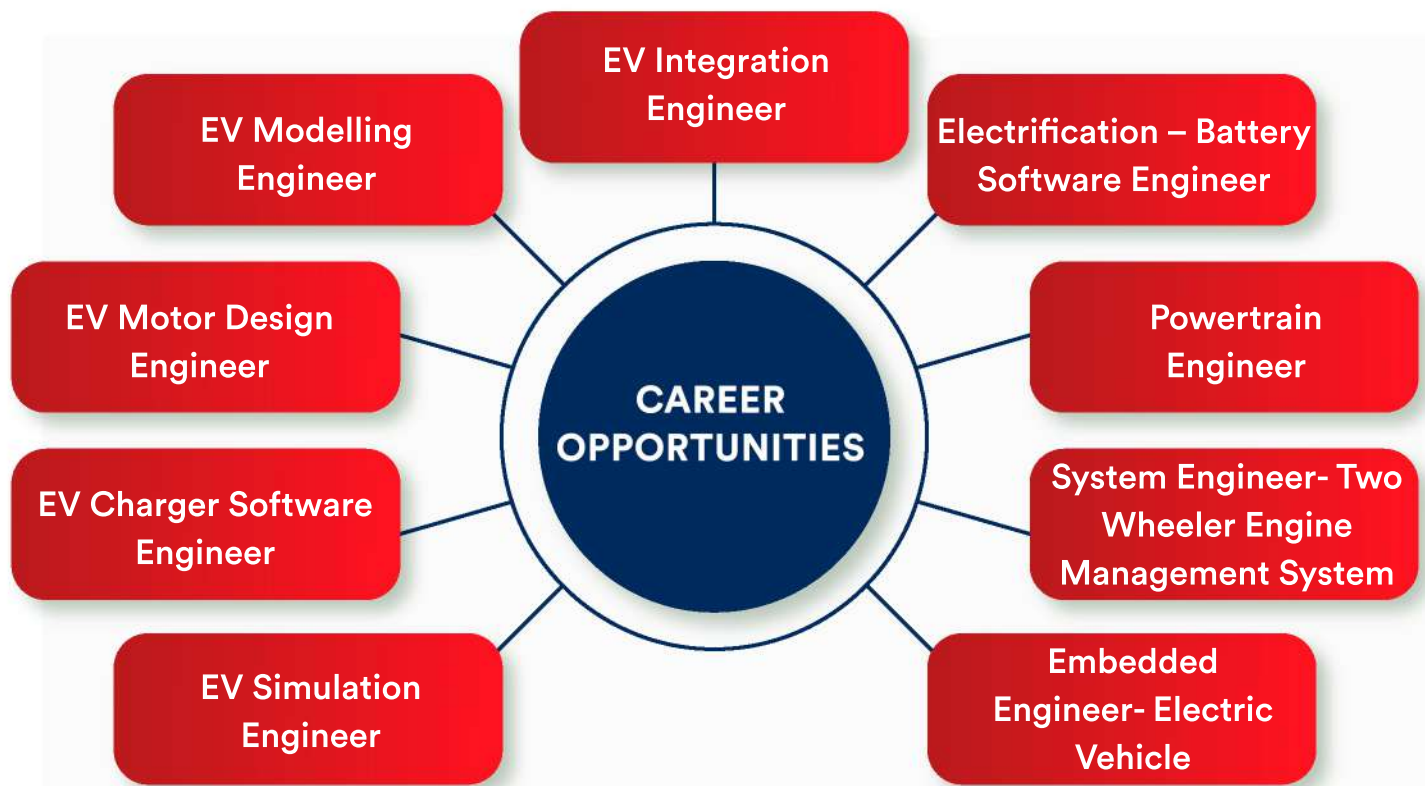 EV Integration
Engineer
EV Modelling
Engineer
Electrification – Battery
Software Engineer
EV Motor Design
Engineer
Powertrain
Engineer
CAREER
OPPORTUNITIES
EV Charger Software
Engineer
System Engineer- Two
Wheeler Engine
Management System
EV Simulation
Engineer
Embedded
Engineer- Electric
Vehicle